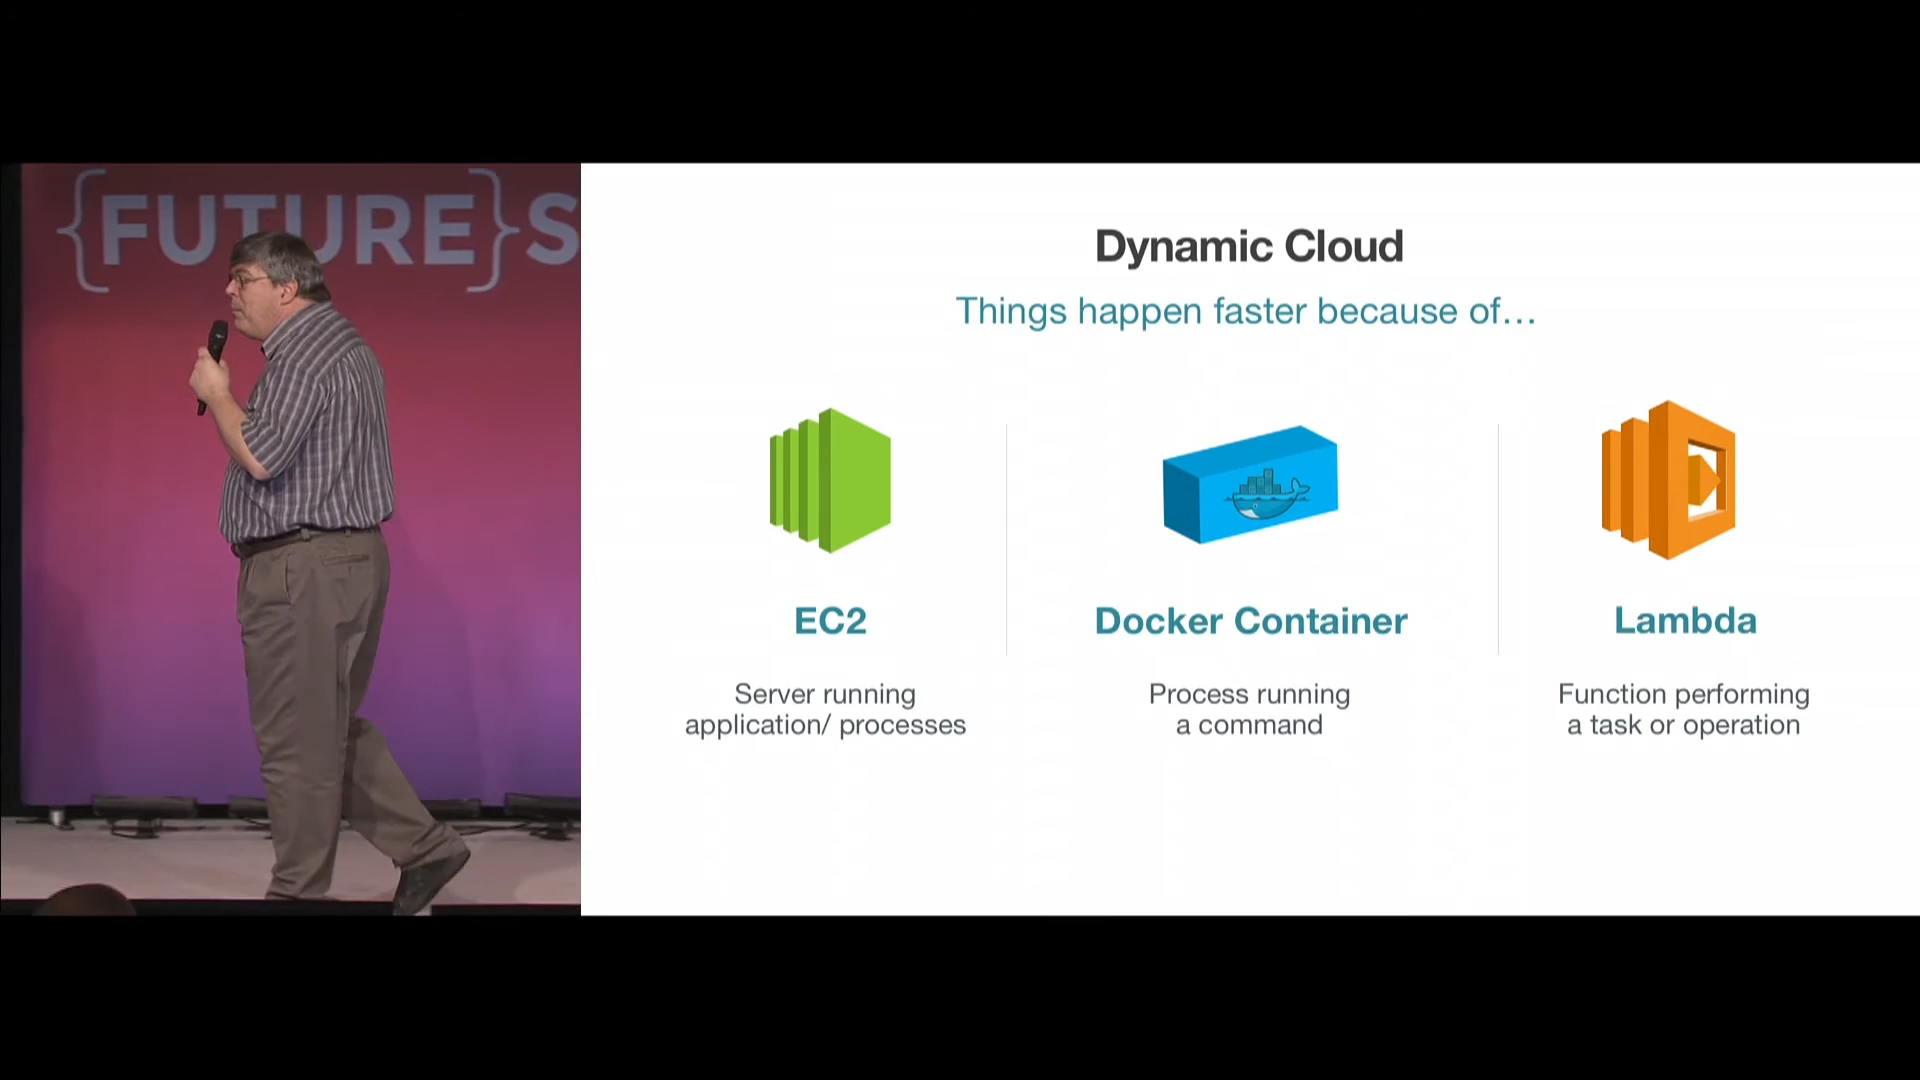 {FUTURE}S
Dynamic Cloud
Things happen faster because of...
EC2
Server running
application/ processes
Docker Container
Process running
a command
Lambda
Function performing
a task or operation